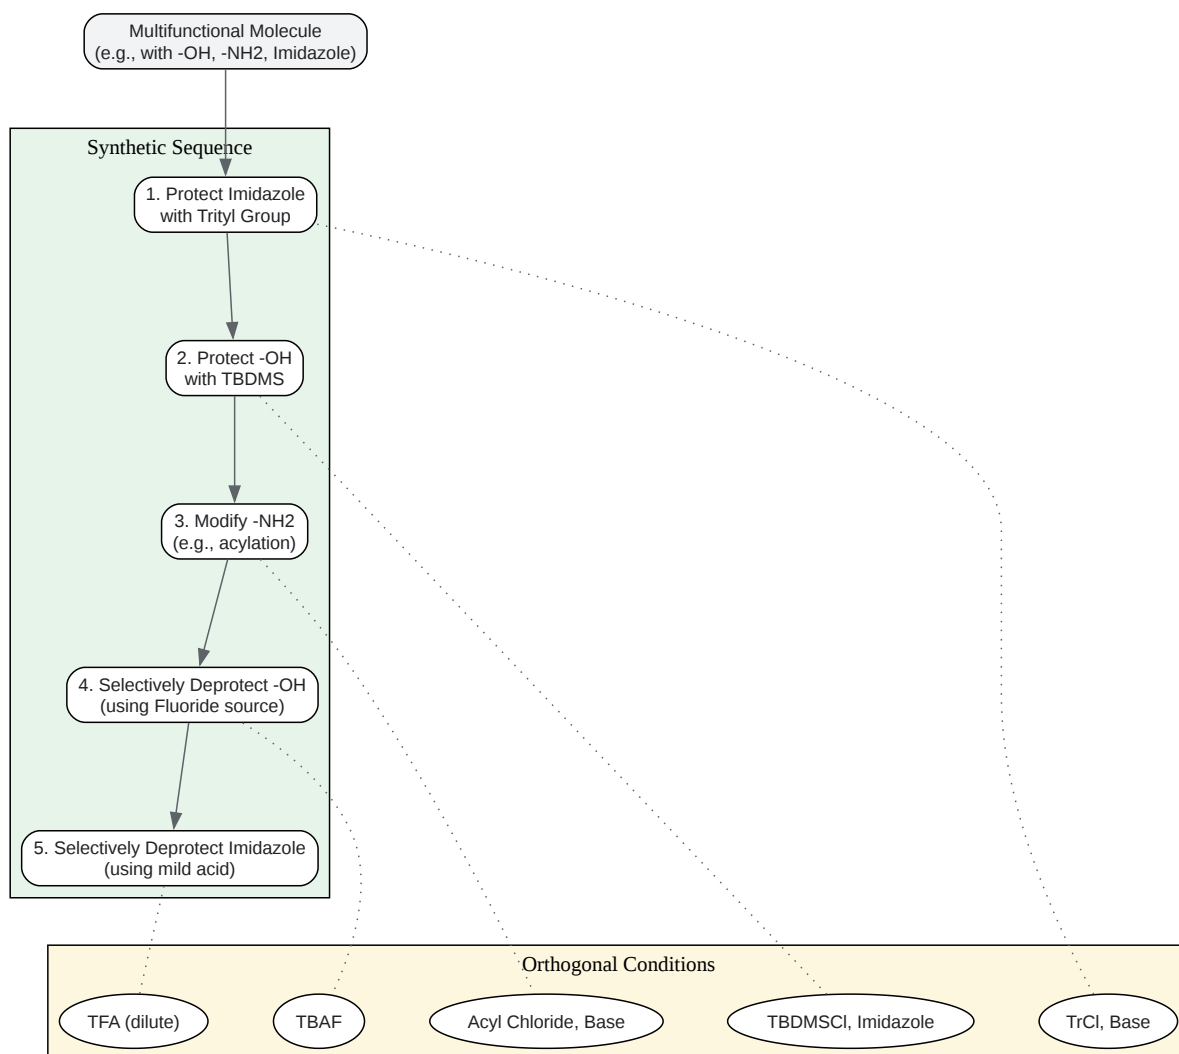 Multifunctional Molecule
(e.g., with -OH, -NH2, Imidazole)
Synthetic Sequence
1. Protect Imidazole
with Trityl Group
2. Protect -OH
with TBDMS
3. Modify -NH2
(e.g., acylation)
4. Selectively Deprotect -OH
(using Fluoride source)
5. Selectively Deprotect Imidazole
(using mild acid)
Orthogonal Conditions
TFA (dilute)
TBAF
Acyl Chloride, Base
TBDMSCl, Imidazole
TrCl, Base